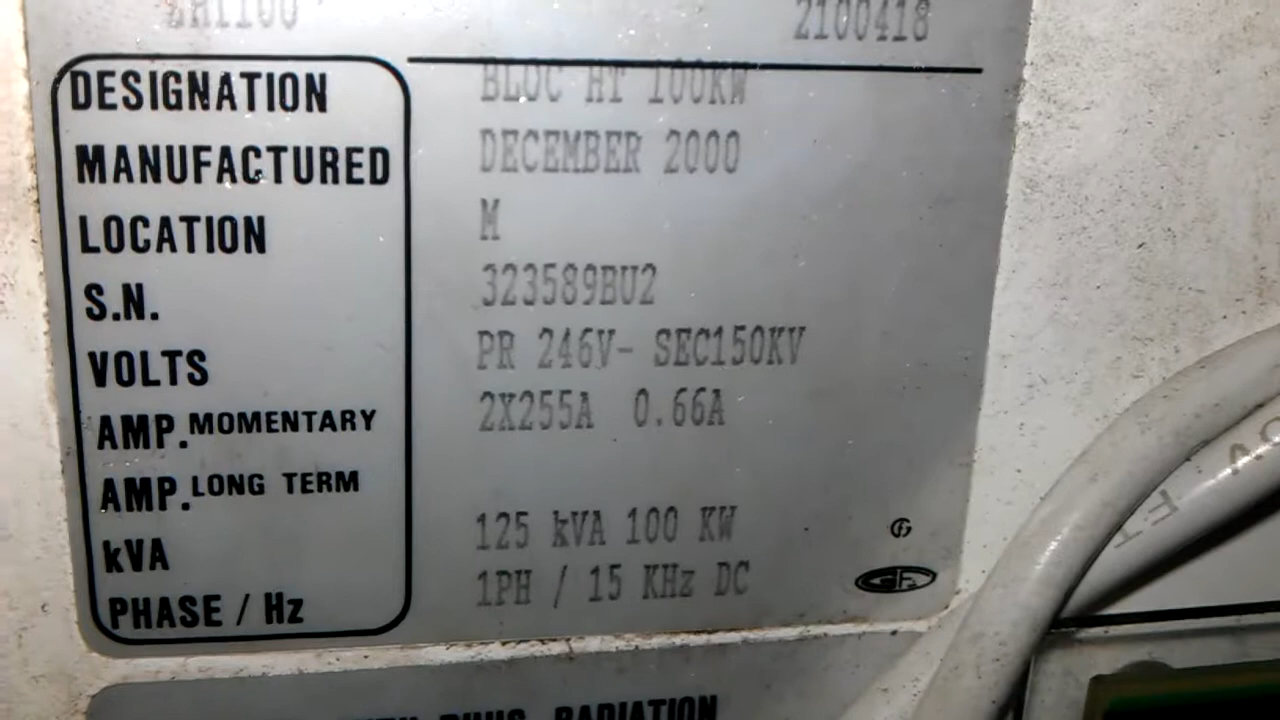 2100418
DESIGNATION BLOC HT 100KW
MANUFACTURED DECEMBER 2000
LOCATION M
S.N. 323589BU2
VOLTS PR 246V- SEC150KV
AMP. MOMENTARY 2X255A 0.66A
AMP. LONG TERM
kVA 125 kVA 100 KW
PHASE / Hz 1PH / 15 KHz DC
RADIATION